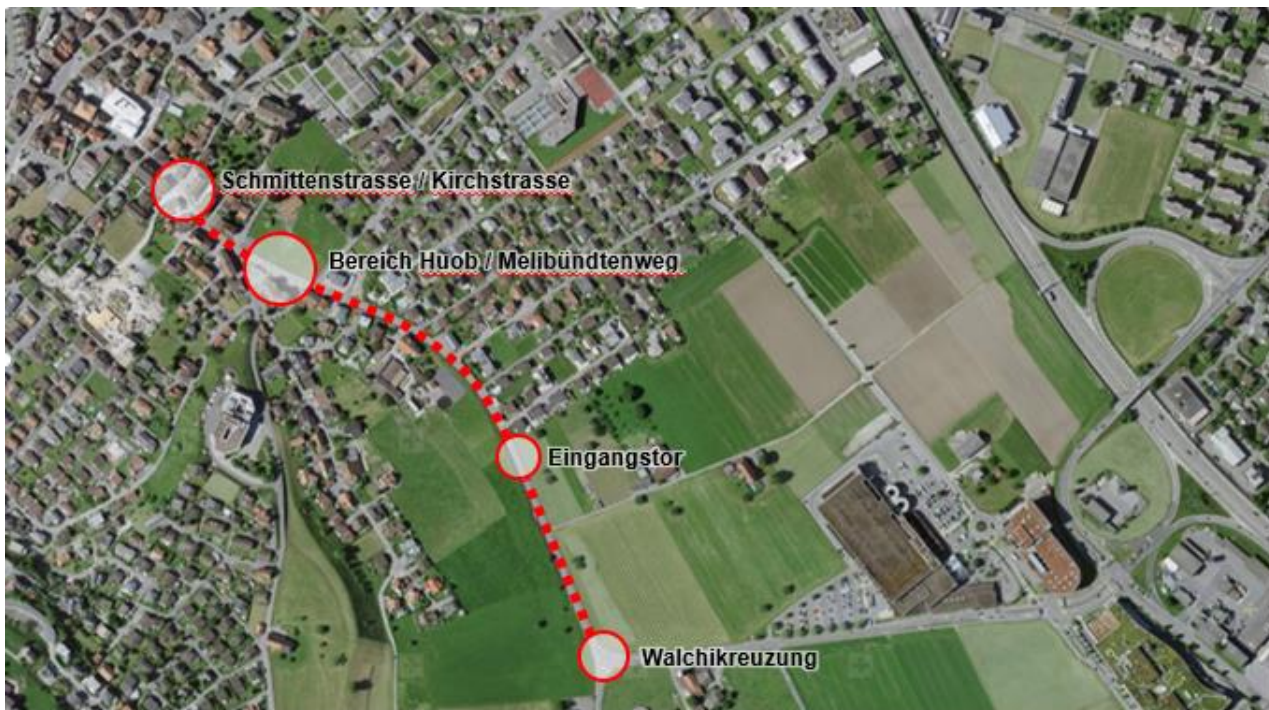 Schmittenstrasse / Kirchstrasse
Bereich Huob / Melibündtenweg
Eingangstor
Walchikreuzung